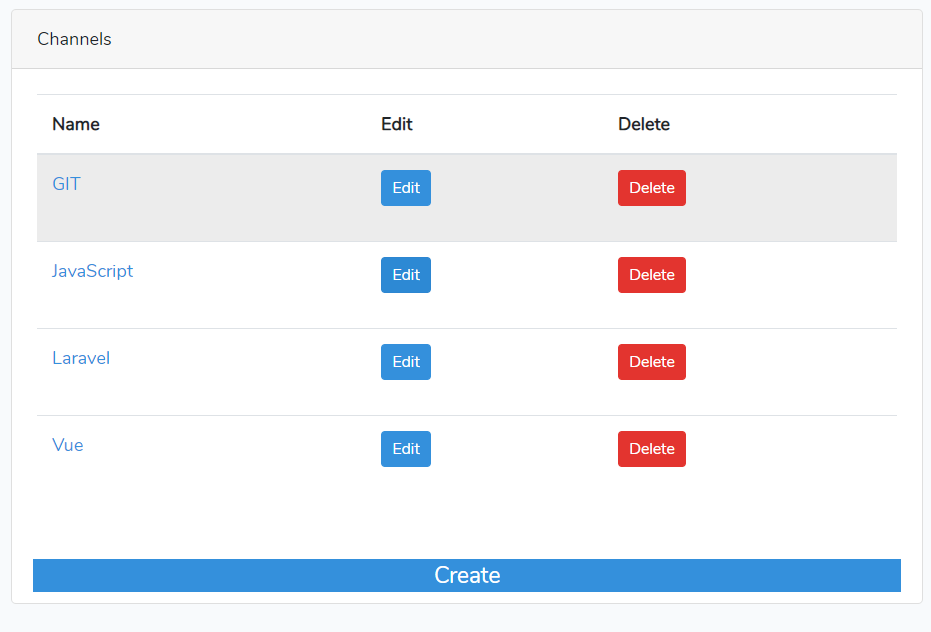 Channels
Name Edit Delete
GIT Edit Delete
JavaScript Edit Delete
Laravel Edit Delete
Vue Edit Delete
Create